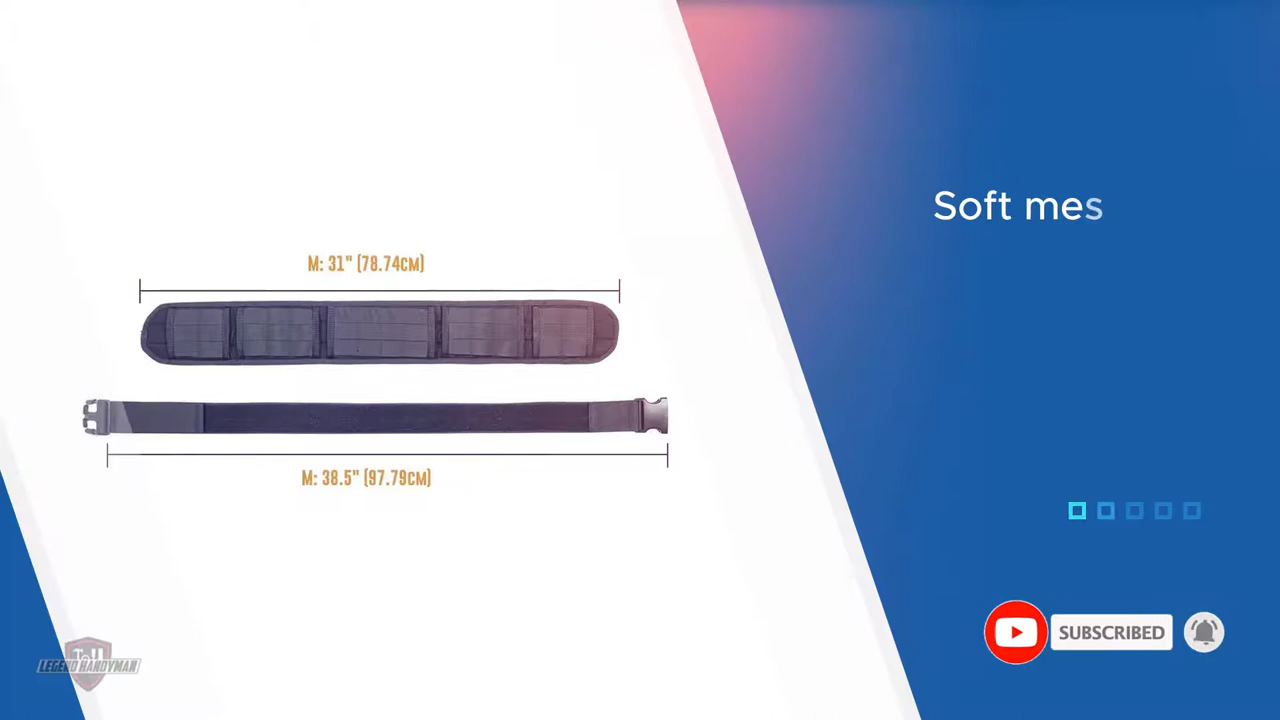 Soft mes
M: 31" (78.74CM)
M: 38.5" (97.79CM)
SUBSCRIBED
LEGEND HANDYMAN